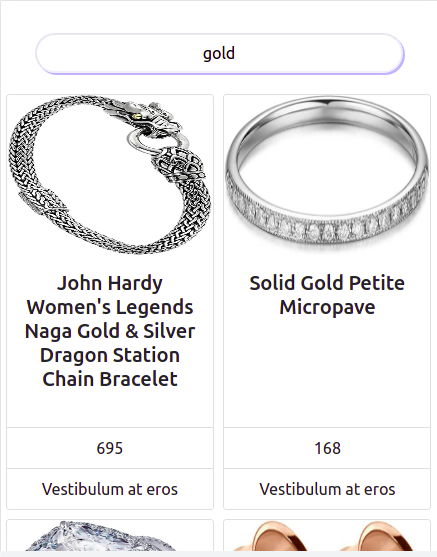 gold
John Hardy
Women's Legends
Naga Gold & Silver
Dragon Station
Chain Bracelet
695
Vestibulum at eros
Solid Gold Petite
Micropave
168
Vestibulum at eros